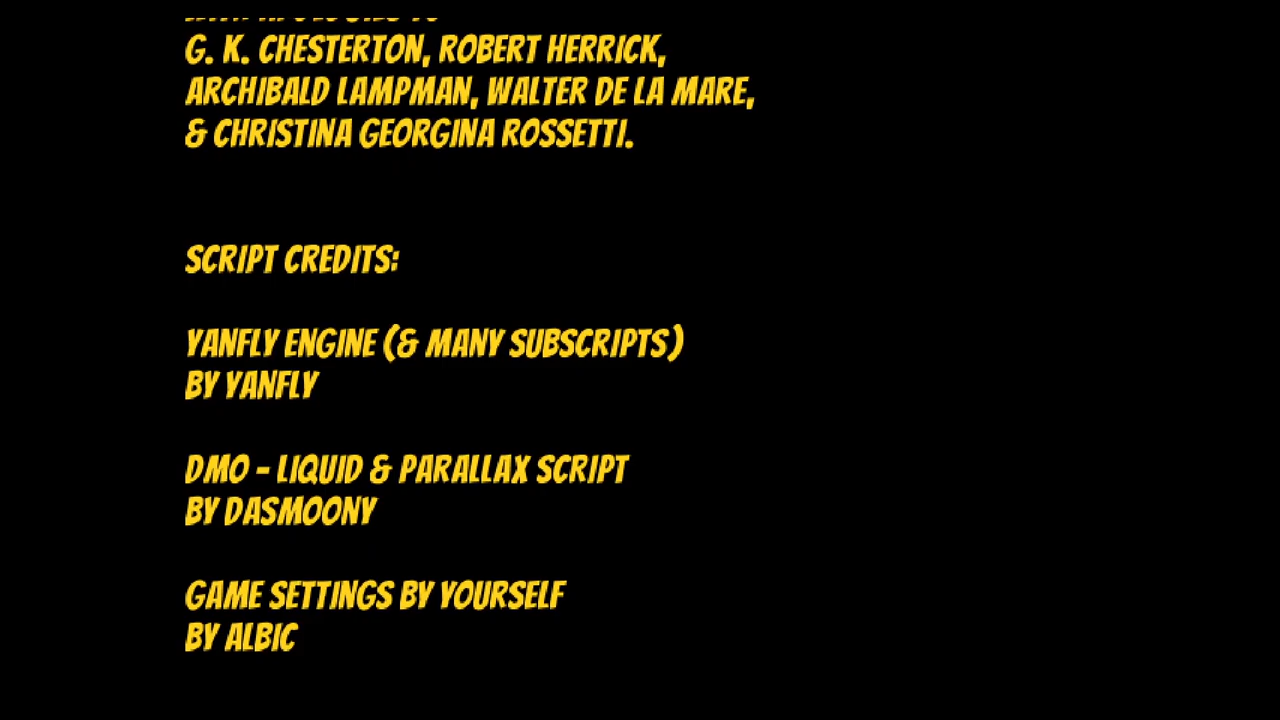 G. K. CHESTERTON, ROBERT HERRICK,
ARCHIBALD LAMPMAN, WALTER DE LA MARE,
& CHRISTINA GEORGINA ROSSETTI.
SCRIPT CREDITS:
YANFLY ENGINE (& MANY SUBSCRIPTS)
BY YANFLY
DMO - LIQUID & PARALLAX SCRIPT
BY DASMOONY
GAME SETTINGS BY YOURSELF
BY ALBIC